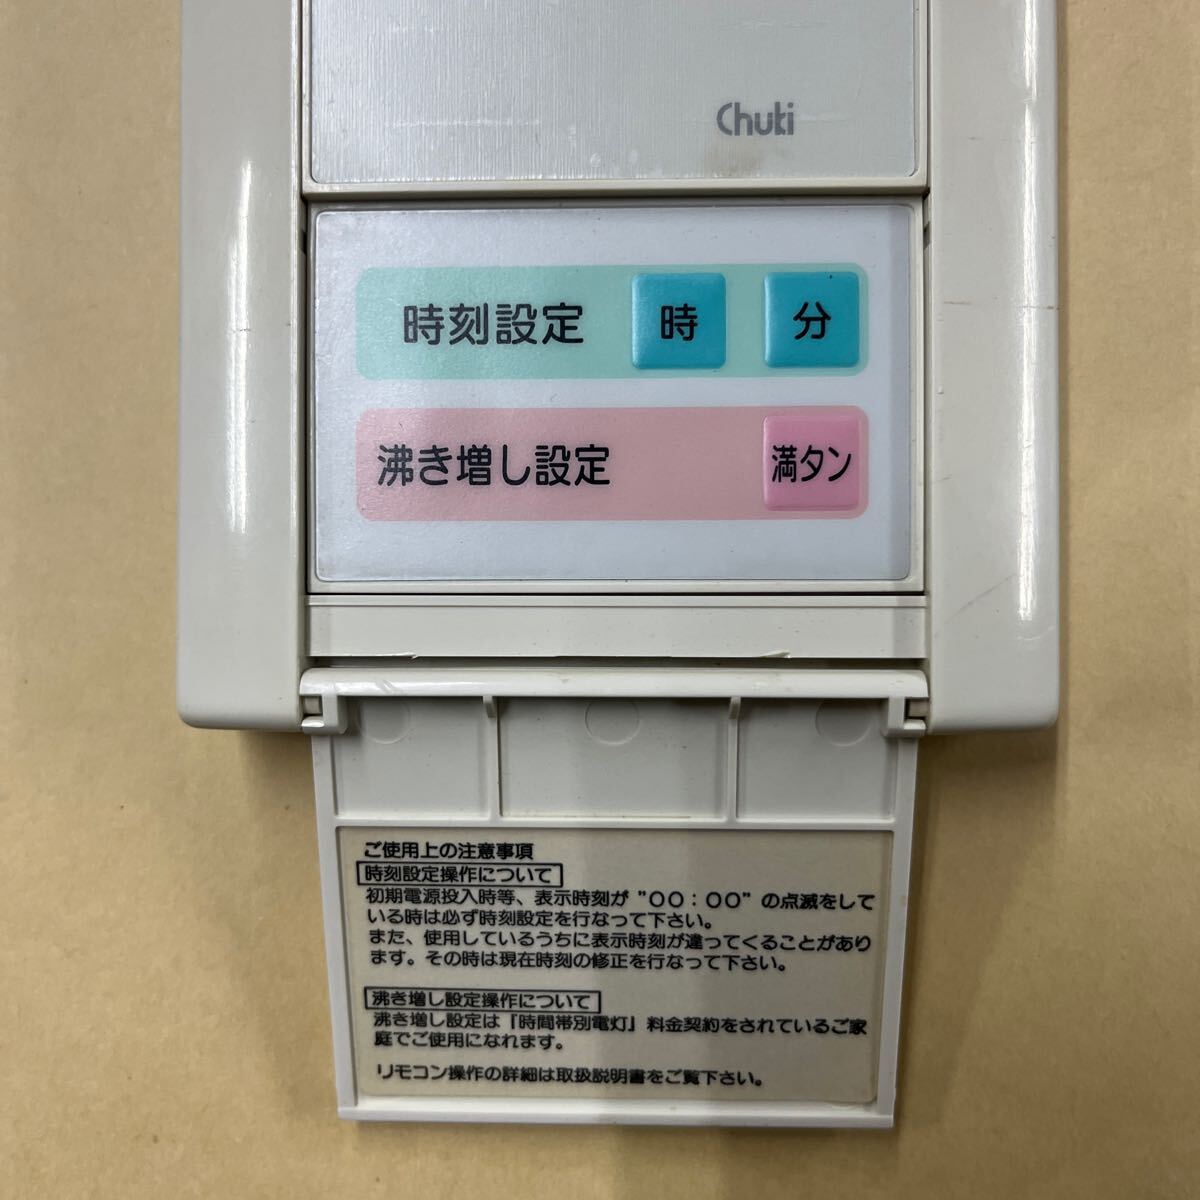 Chuki
時刻設定 時 分
沸き増し設定 満タン
ご使用上の注意事項
時刻設定操作について
初期電源投入時等、表示時刻が"00:00"の点滅をして
いる時は必ず時刻設定を行なって下さい。
また、使用しているうちに表示時刻が違ってくることがあり
ます。その時は現在時刻の修正を行なって下さい。
沸き増し設定操作について
沸き増し設定は『時間帯別電灯』料金契約をされているご家
庭でご使用になれます。
リモコン操作の詳細は取扱説明書をご覧下さい。